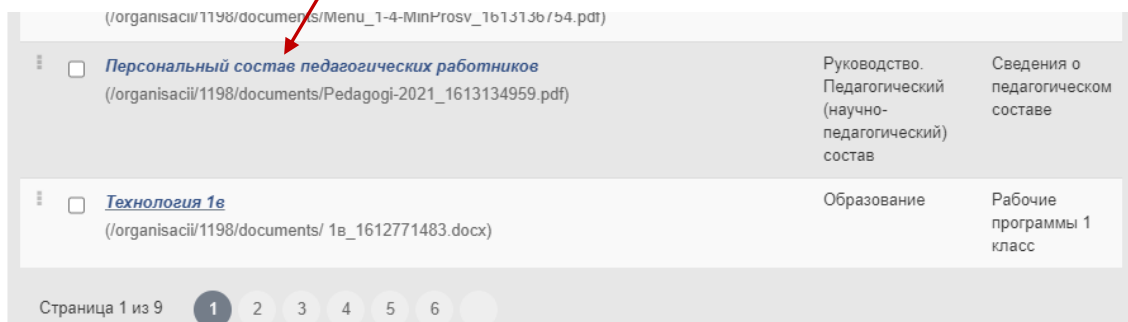 (/organisacii/1198/documents/Menu_1-4-MinProsv_1613136754.pdf)
Персональный состав педагогических работников
(/organisacii/1198/documents/Pedagogi-2021_1613134959.pdf)
Руководство.
Педагогический
(научно-
педагогический)
состав
Сведения о
педагогическом
составе
Технология 1в
(/organisacii/1198/documents/ 1в_1612771483.docx)
Образование
Рабочие
программы 1
класс
Страница 1 из 9 1 2 3 4 5 6